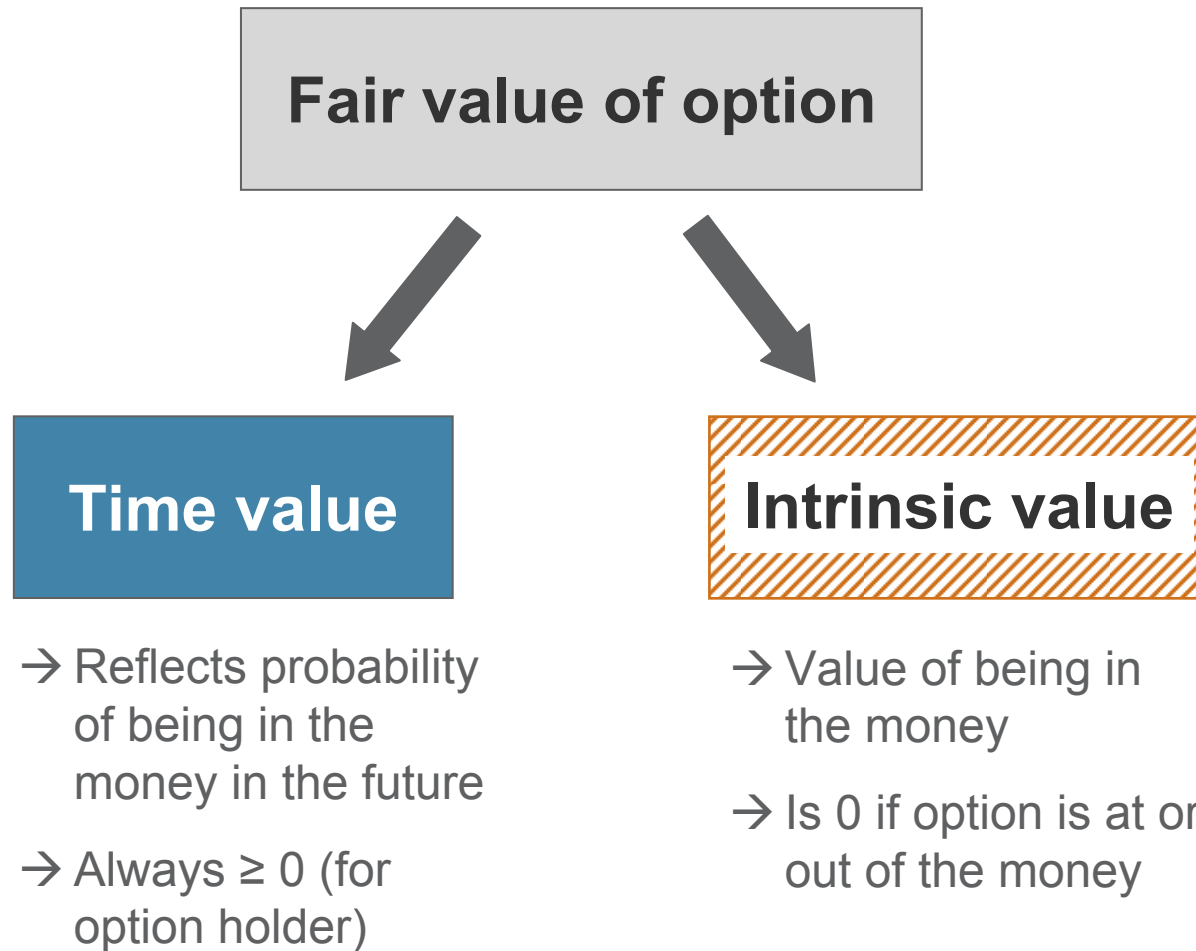 Fair value of option
Time value
→ Reflects probability
of being in the
money in the future
→ Always ≥ 0 (for
option holder)
Intrinsic value
→ Value of being in
the money
→ Is 0 if option is at or
out of the money